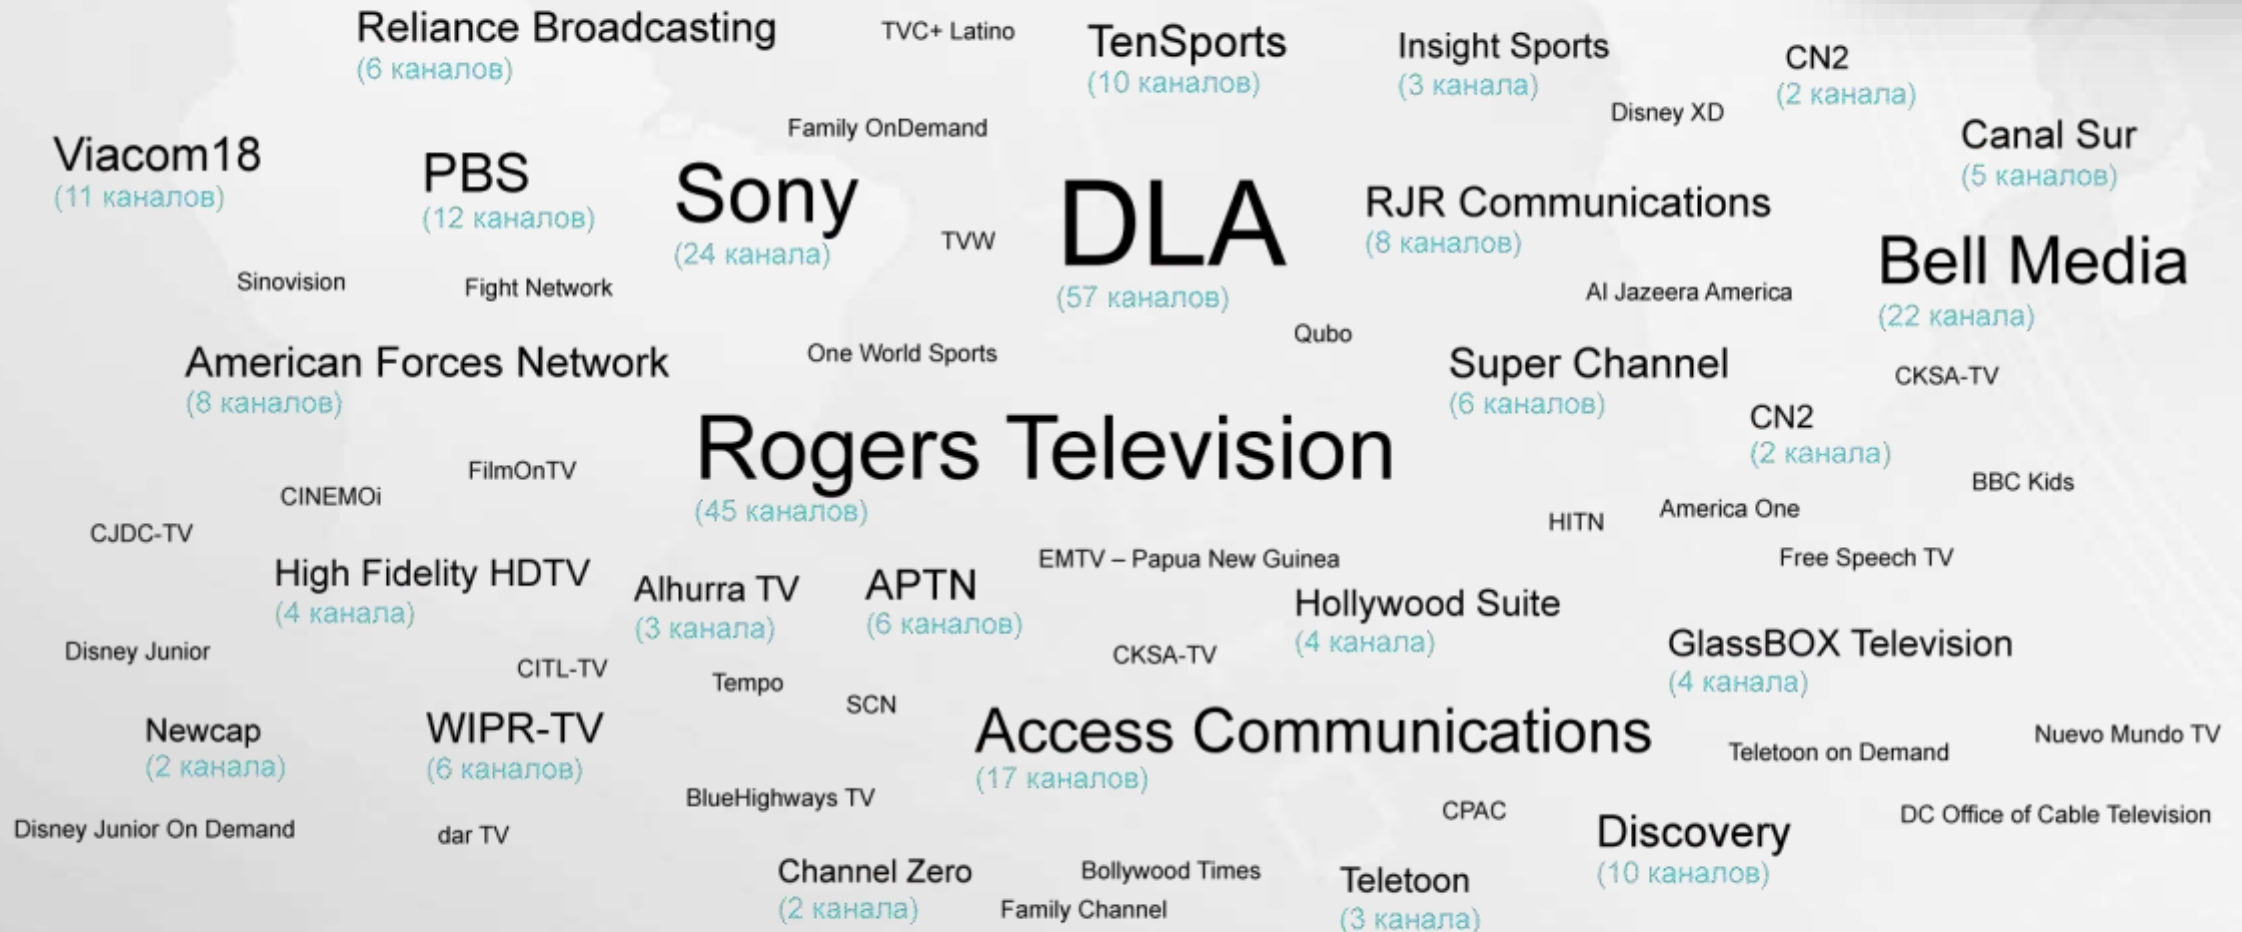 Reliance Broadcasting
(6 каналов)
TVC+ Latino
TenSports
(10 каналов)
Insight Sports
(3 канала)
CN2
(2 канала)
Disney XD
Family OnDemand
Canal Sur
(5 каналов)
Viacom18
(11 каналов)
PBS
(12 каналов)
Sony
(24 канала)
TVW
DLA
(57 каналов)
RJR Communications
(8 каналов)
Bell Media
(22 канала)
Sinovision
Fight Network
Al Jazeera America
Qubo
One World Sports
American Forces Network
(8 каналов)
Super Channel
(6 каналов)
CKSA-TV
CN2
(2 канала)
Rogers Television
(45 каналов)
FilmOnTV
CINEMOi
BBC Kids
America One
HITN
CJDC-TV
EMTV – Papua New Guinea
Free Speech TV
High Fidelity HDTV
(4 канала)
Alhurra TV
(3 канала)
APTN
(6 каналов)
Hollywood Suite
(4 канала)
GlassBOX Television
(4 канала)
Disney Junior
CITL-TV
CKSA-TV
Tempo
SCN
Newcap
(2 канала)
WIPR-TV
(6 каналов)
Access Communications
(17 каналов)
Nuevo Mundo TV
Teletoon on Demand
BlueHighways TV
CPAC
DC Office of Cable Television
Disney Junior On Demand
dar TV
Discovery
(10 каналов)
Channel Zero
(2 канала)
Bollywood Times
Teletoon
(3 канала)
Family Channel